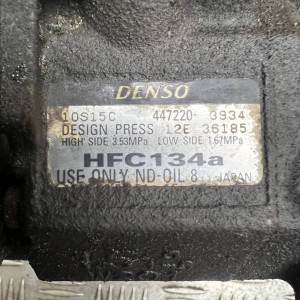 DENSO
10S15C 447220- 3934
DESIGN PRESS 12E 36185
HIGH SIDE 3.53MPa LOW SIDE 1.67MPa
HFC134a
USE ONLY ND-OIL 8 JAPAN